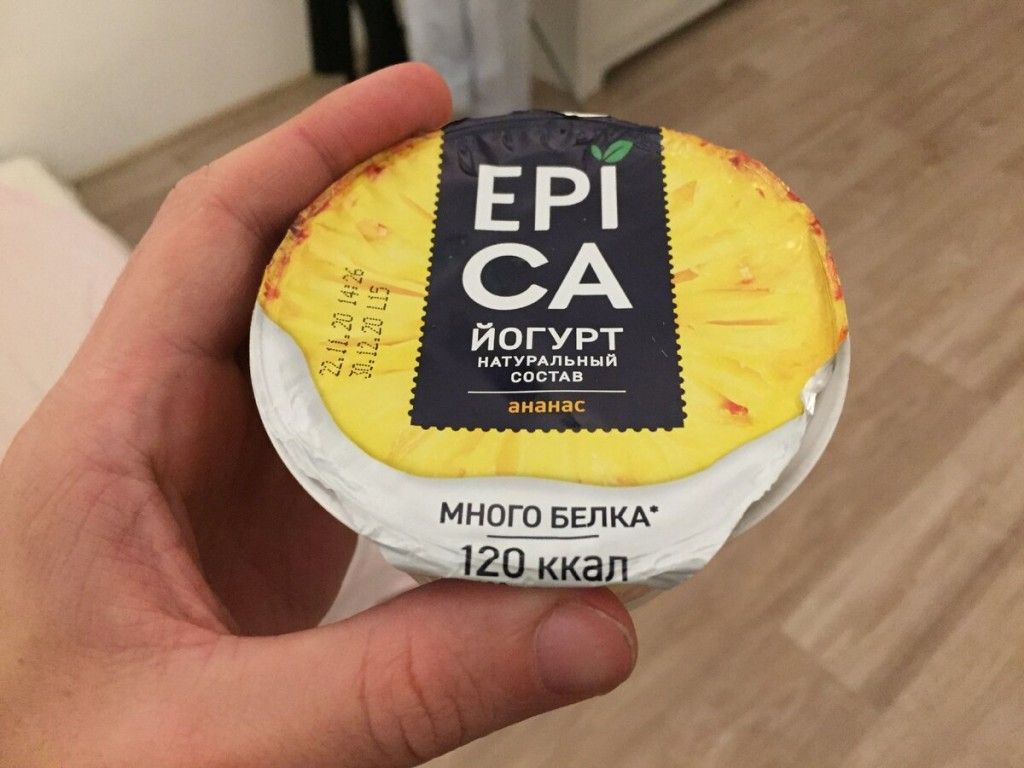 EPİ
CA
ЙОГУРТ
НАТУРАЛЬНЫЙ
СОСТАВ
ананас
22.11.20 14:26
30.12.20 L15
МНОГО БЕЛКА*
120 ккал